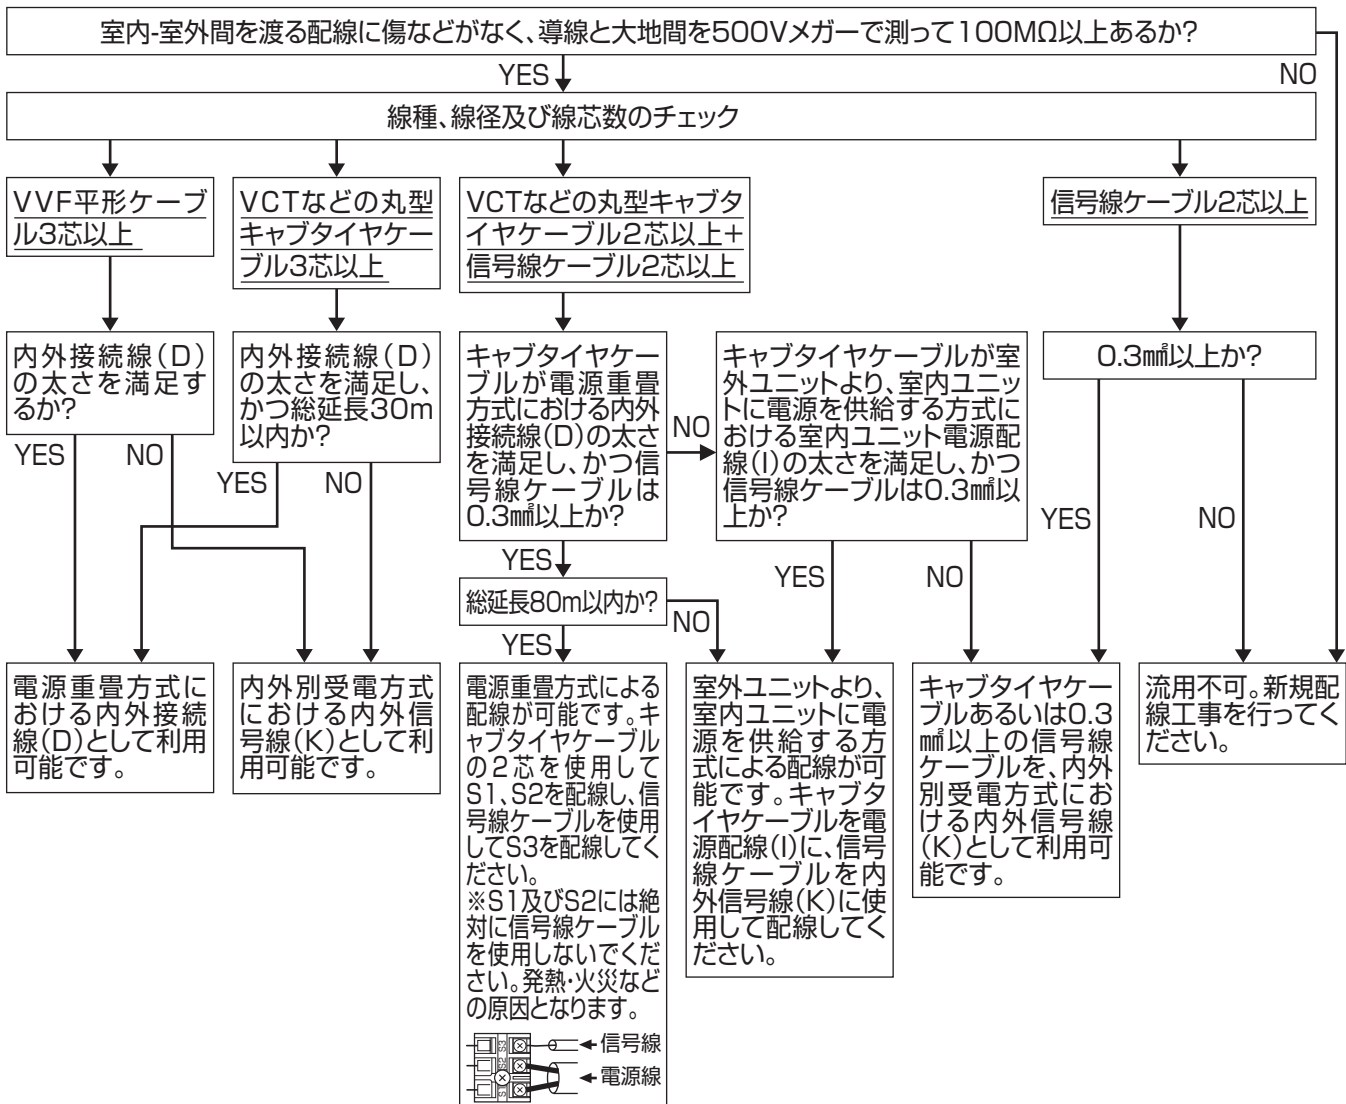 室内-室外間を渡る配線に傷などがなく、導線と大地間を500Vメガーで測って100MΩ以上あるか?
YES
NO
線種、線径及び線芯数のチェック
VVF平形ケーブ
ル3芯以上
VCTなどの丸型
キャブタイヤケー
ブル3芯以上
VCTなどの丸型キャブタ
イヤケーブル2芯以上+
信号線ケーブル2芯以上
信号線ケーブル2芯以上
内外接続線(D)
の太さを満足す
るか?
内外接続線(D)
の太さを満足し、
かつ総延長30m
以内か?
キャブタイヤケー
ブルが電源重畳
方式における内外
接続線(D)の太さ
を満足し、かつ信
号線ケーブルは
0.3㎟以上か?
NO
キャブタイヤケーブルが室
外ユニットより、室内ユニッ
トに電源を供給する方式に
おける室内ユニット電源配
線(I)の太さを満足し、かつ
信号線ケーブルは0.3㎟以
上か?
0.3㎟以上か?
YES
NO
YES
NO
YES
NO
YES
YES
NO
総延長80m以内か?
NO
YES
電源重畳方式に
おける内外接続
線(D)として利用
可能です。
内外別受電方式
における内外信
号線(K)として利
用可能です。
電源重畳方式による
配線が可能です。キ
ャブタイヤケーブル
の2芯を使用して
S1、S2を配線し、信
号線ケーブルを使用
してS3を配線してく
ださい。
※S1及びS2には絶
対に信号線ケーブル
を使用しないでくだ
さい。発熱・火災など
の原因となります。
S3
S2
S1
信号線
電源線
室外ユニットより、
室内ユニットに電
源を供給する方
式による配線が可
能です。キャブタ
イヤケーブルを電
源配線(I)に、信号
線ケーブルを内
外信号線(K)に使
用して配線してく
ださい。
キャブタイヤケー
ブルあるいは0.3
㎟以上の信号線
ケーブルを、内外
別受電方式にお
ける内外信号線
(K)として利用可
能です。
流用不可。新規配
線工事を行ってく
ださい。